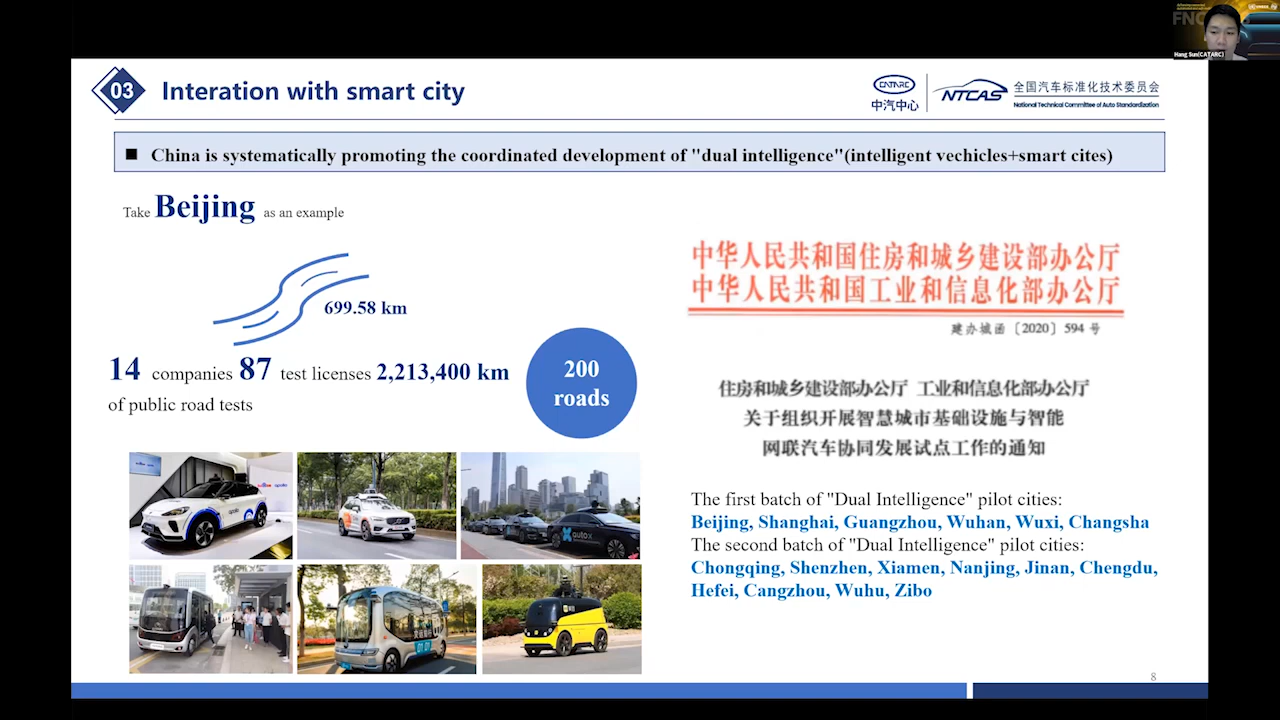 FNC
Hang Sun(CATARC)
03
Interation with smart city
CATARC
中汽中心
NTCAS
全国汽车标准化技术委员会
National Technical Committee of Auto Standardization
■ China is systematically promoting the coordinated development of "dual intelligence"(intelligent vechicles+smart cites)
Take Beijing as an example
699.58 km
14 companies 87 test licenses 2,213,400 km
of public road tests
200
roads
autox
中华人民共和国住房和城乡建设部办公厅
中华人民共和国工业和信息化部办公厅
建办城函〔2020〕594 号
住房和城乡建设部办公厅 工业和信息化部办公厅
关于组织开展智慧城市基础设施与智能
网联汽车协同发展试点工作的通知
The first batch of "Dual Intelligence" pilot cities:
Beijing, Shanghai, Guangzhou, Wuhan, Wuxi, Changsha
The second batch of "Dual Intelligence" pilot cities:
Chongqing, Shenzhen, Xiamen, Nanjing, Jinan, Chengdu,
Hefei, Cangzhou, Wuhu, Zibo
8